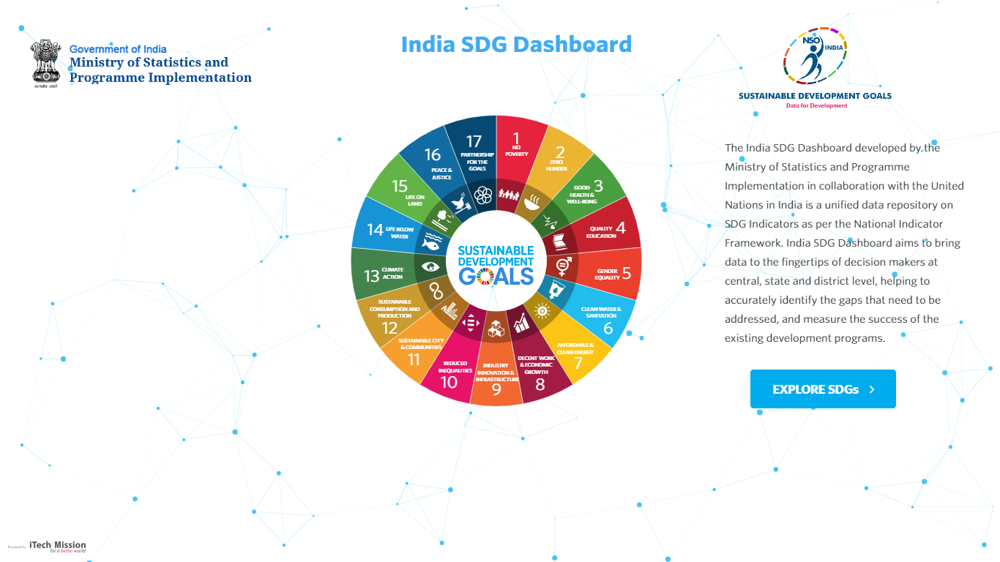 Government of India
Ministry of Statistics and
Programme Implementation
सत्यमेव जयते
India SDG Dashboard
NSO
INDIA
SUSTAINABLE DEVELOPMENT GOALS
Data for Development
1
NO
POVERTY
2
ZERO
HUNGER
3
GOOD
HEALTH &
WELL-BEING
4
QUALITY
EDUCATION
5
GENDER
EQUALITY
CLEAN WATER &
SANITATION
6
AFFORDABLE &
CLEAN ENERGY
7
DECENT WORK
& ECONOMIC
GROWTH
8
INDUSTRY
INNOVATION &
INFRASTRUCTURE
9
REDUCED
INEQUALITIES
10
SUSTAINABLE CITY
& COMMUNITIES
11
SUSTAINABLE
CONSUMPTION AND
PRODUCTION
12
13
CLIMATE
ACTION
14
LIFE BELOW
WATER
15
LIFE ON
LAND
16
PEACE &
JUSTICE
17
PARTNERSHIP
FOR THE
GOALS
SUSTAINABLE
DEVELOPMENT
GOALS
The India SDG Dashboard developed by the
Ministry of Statistics and Programme
Implementation in collaboration with the United
Nations in India is a unified data repository on
SDG Indicators as per the National Indicator
Framework. India SDG Dashboard aims to bring
data to the fingertips of decision makers at
central, state and district level, helping to
accurately identify the gaps that need to be
addressed, and measure the success of the
existing development programs.
EXPLORE SDGs
Powered by
iTech Mission
for a better world